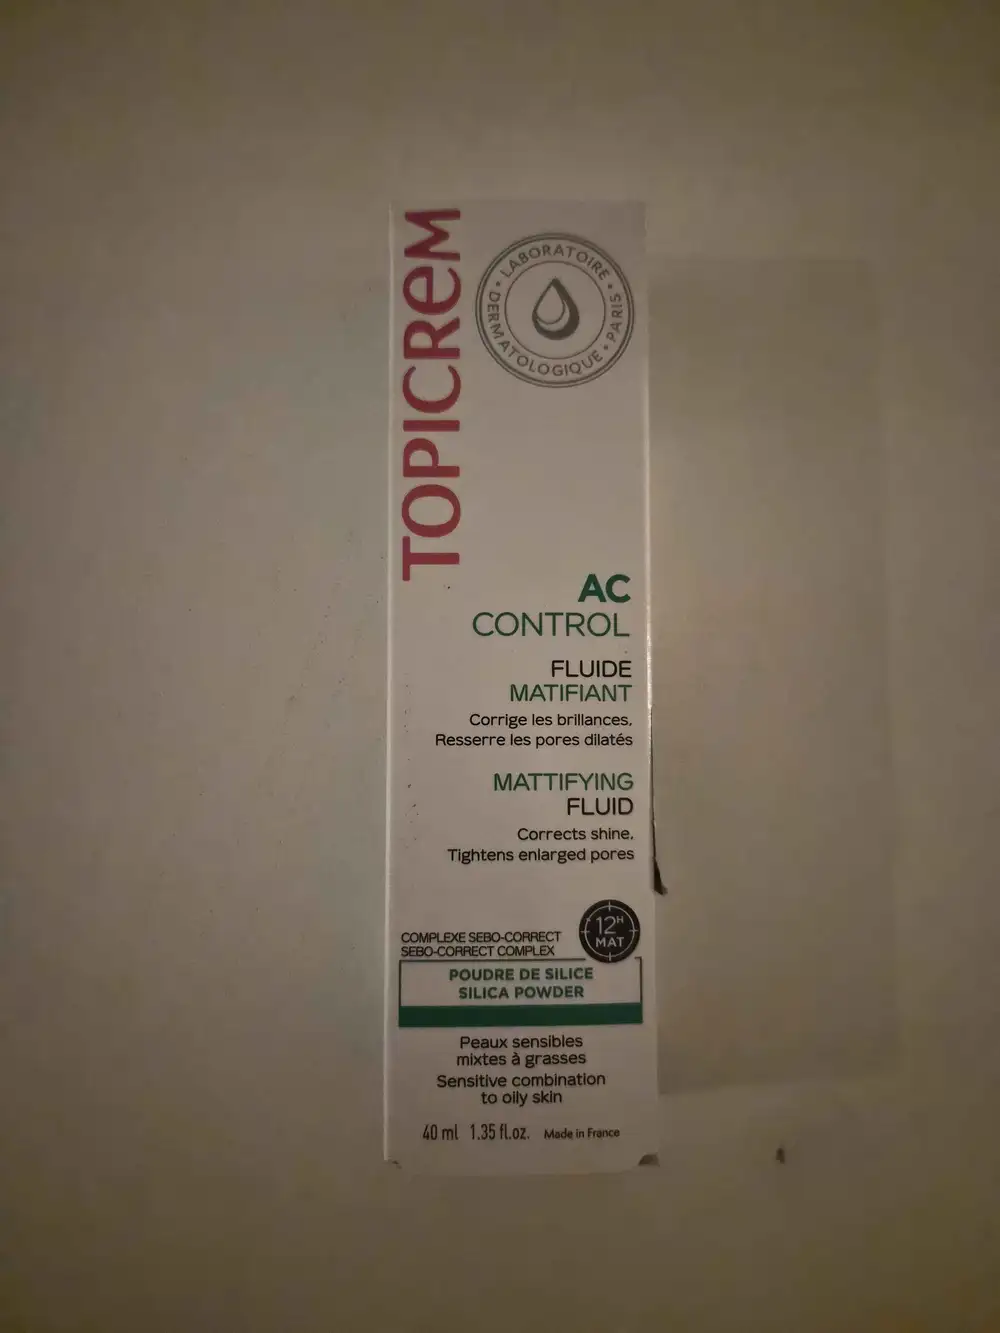 TOPICREM
LABORATOIRE • DERMATOLOGIQUE • PARIS •
AC
CONTROL
FLUIDE
MATIFIANT
Corrige les brillances,
Resserre les pores dilatés
MATTIFYING
FLUID
Corrects shine,
Tightens enlarged pores
12H
MAT
COMPLEXE SEBO-CORRECT
SEBO-CORRECT COMPLEX
POUDRE DE SILICE
SILICA POWDER
Peaux sensibles
mixtes à grasses
Sensitive combination
to oily skin
40 ml 1.35 fl.oz. Made in France